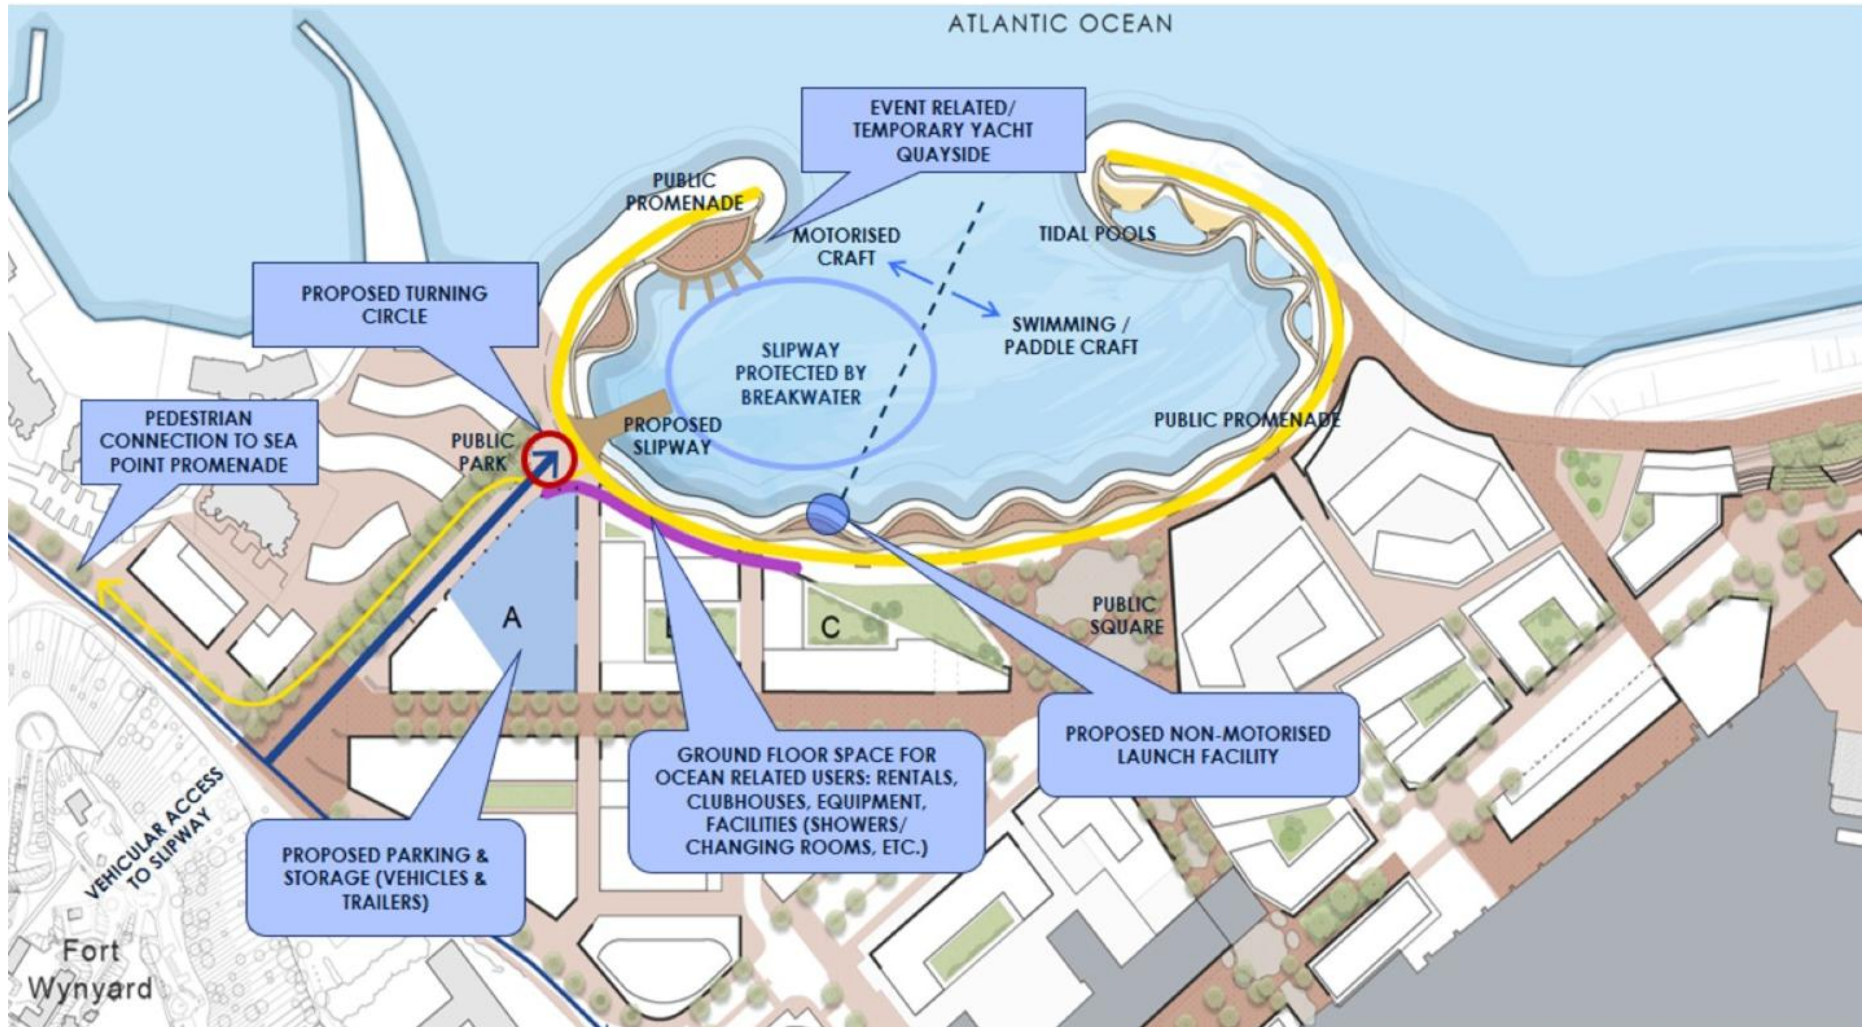 ATLANTIC OCEAN
EVENT RELATED/
TEMPORARY YACHT
QUAYSIDE
PUBLIC
PROMENADE
MOTORISED
CRAFT
TIDAL POOLS
PROPOSED TURNING
CIRCLE
SWIMMING /
PADDLE CRAFT
SLIPWAY
PROTECTED BY
BREAKWATER
PEDESTRIAN
CONNECTION TO SEA
POINT PROMENADE
PUBLIC
PARK
PROPOSED
SLIPWAY
PUBLIC PROMENADE
A
C
PUBLIC
SQUARE
PROPOSED NON-MOTORISED
LAUNCH FACILITY
GROUND FLOOR SPACE FOR
OCEAN RELATED USERS: RENTALS,
CLUBHOUSES, EQUIPMENT,
FACILITIES (SHOWERS/
CHANGING ROOMS, ETC.)
VEHICULAR ACCESS
TO SLIPWAY
PROPOSED PARKING &
STORAGE (VEHICLES &
TRAILERS)
Fort
Wynyard